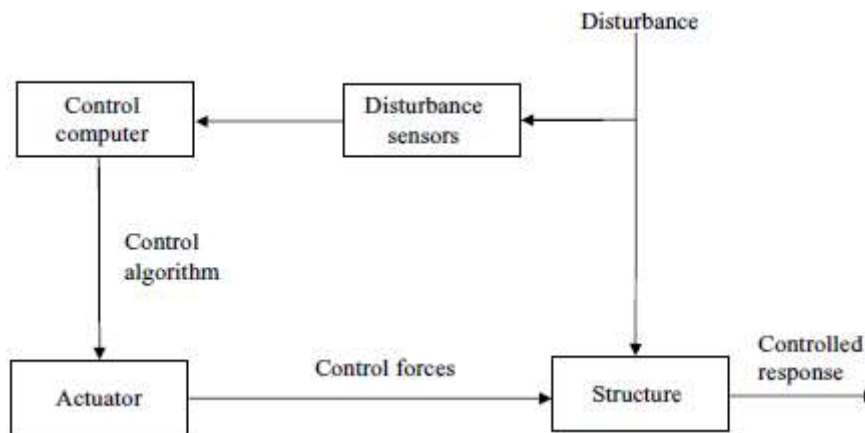 Disturbance
Control
computer
Disturbance
sensors
Control
algorithm
Actuator
Control forces
Structure
Controlled
response